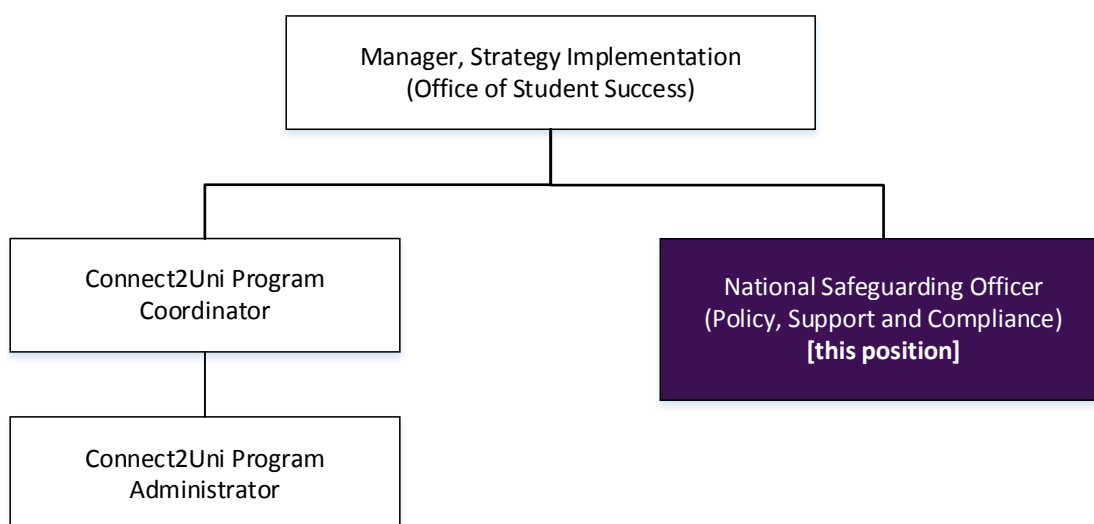 Manager, Strategy Implementation
(Office of Student Success)
Connect2Uni Program
Coordinator
National Safeguarding Officer
(Policy, Support and Compliance)
[this position]
Connect2Uni Program
Administrator